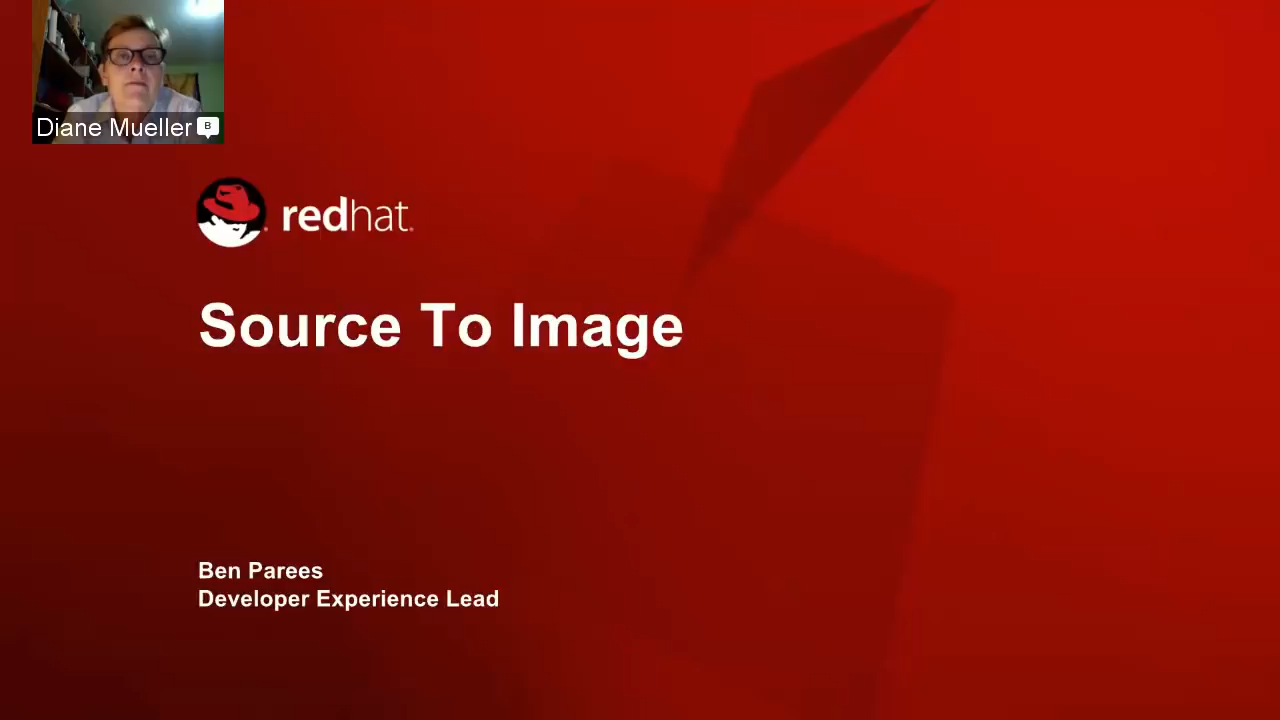 Diane Mueller B
redhat.
Source To Image
Ben Parees
Developer Experience Lead